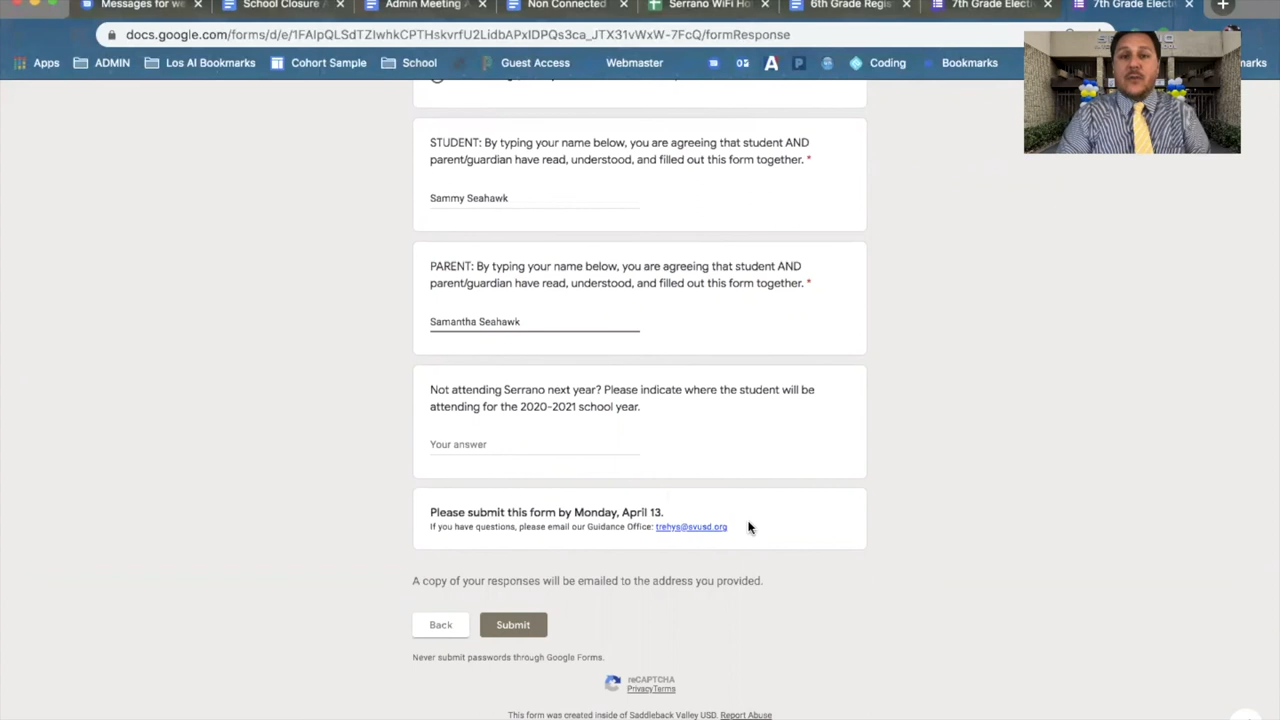 Messages for we
School Closure A
Admin Meeting A
Non Connected
Serrano WiFi Ho
6th Grade Regis
7th Grade Electi
7th Grade Electi
docs.google.com/forms/d/e/1FAIpQLSdTZIwhkCPTHskvrfU2LidbAPxIDPQs3ca_JTX31vWxW-7FcQ/formResponse
Apps
ADMIN
Los Al Bookmarks
Cohort Sample
School
Guest Access
Webmaster
Coding
Bookmarks
marks
STUDENT: By typing your name below, you are agreeing that student AND
parent/guardian have read, understood, and filled out this form together. *
Sammy Seahawk
PARENT: By typing your name below, you are agreeing that student AND
parent/guardian have read, understood, and filled out this form together. *
Samantha Seahawk
Not attending Serrano next year? Please indicate where the student will be
attending for the 2020-2021 school year.
Your answer
Please submit this form by Monday, April 13.
If you have questions, please email our Guidance Office: trehys@svusd.org
A copy of your responses will be emailed to the address you provided.
Back
Submit
Never submit passwords through Google Forms.
reCAPTCHA
PrivacyTerms
This form was created inside of Saddleback Valley USD. Report Abuse